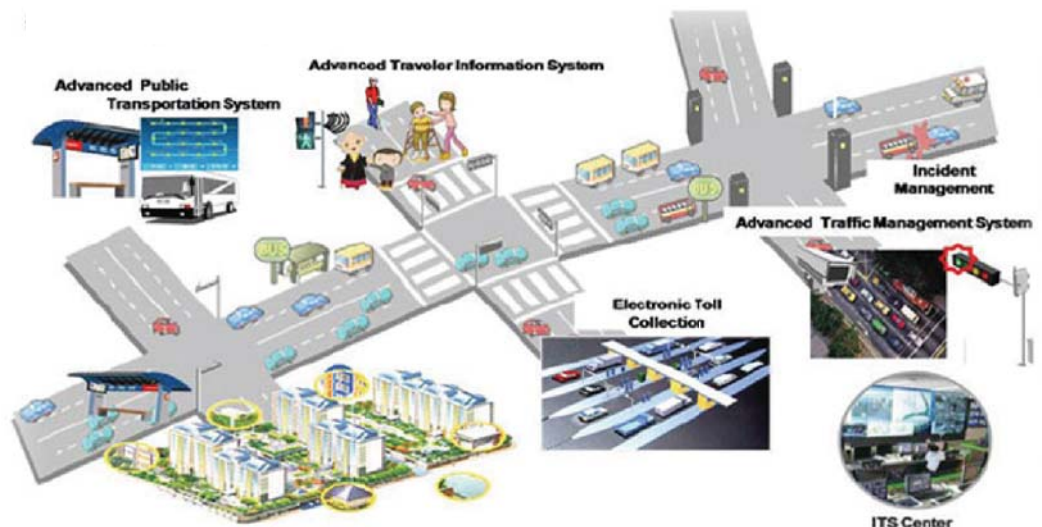 Advanced Public
Transportation System
Advanced Traveler Information System
BUS
Incident
Management
Advanced Traffic Management System
BUS
Electronic Toll
Collection
ITS Center